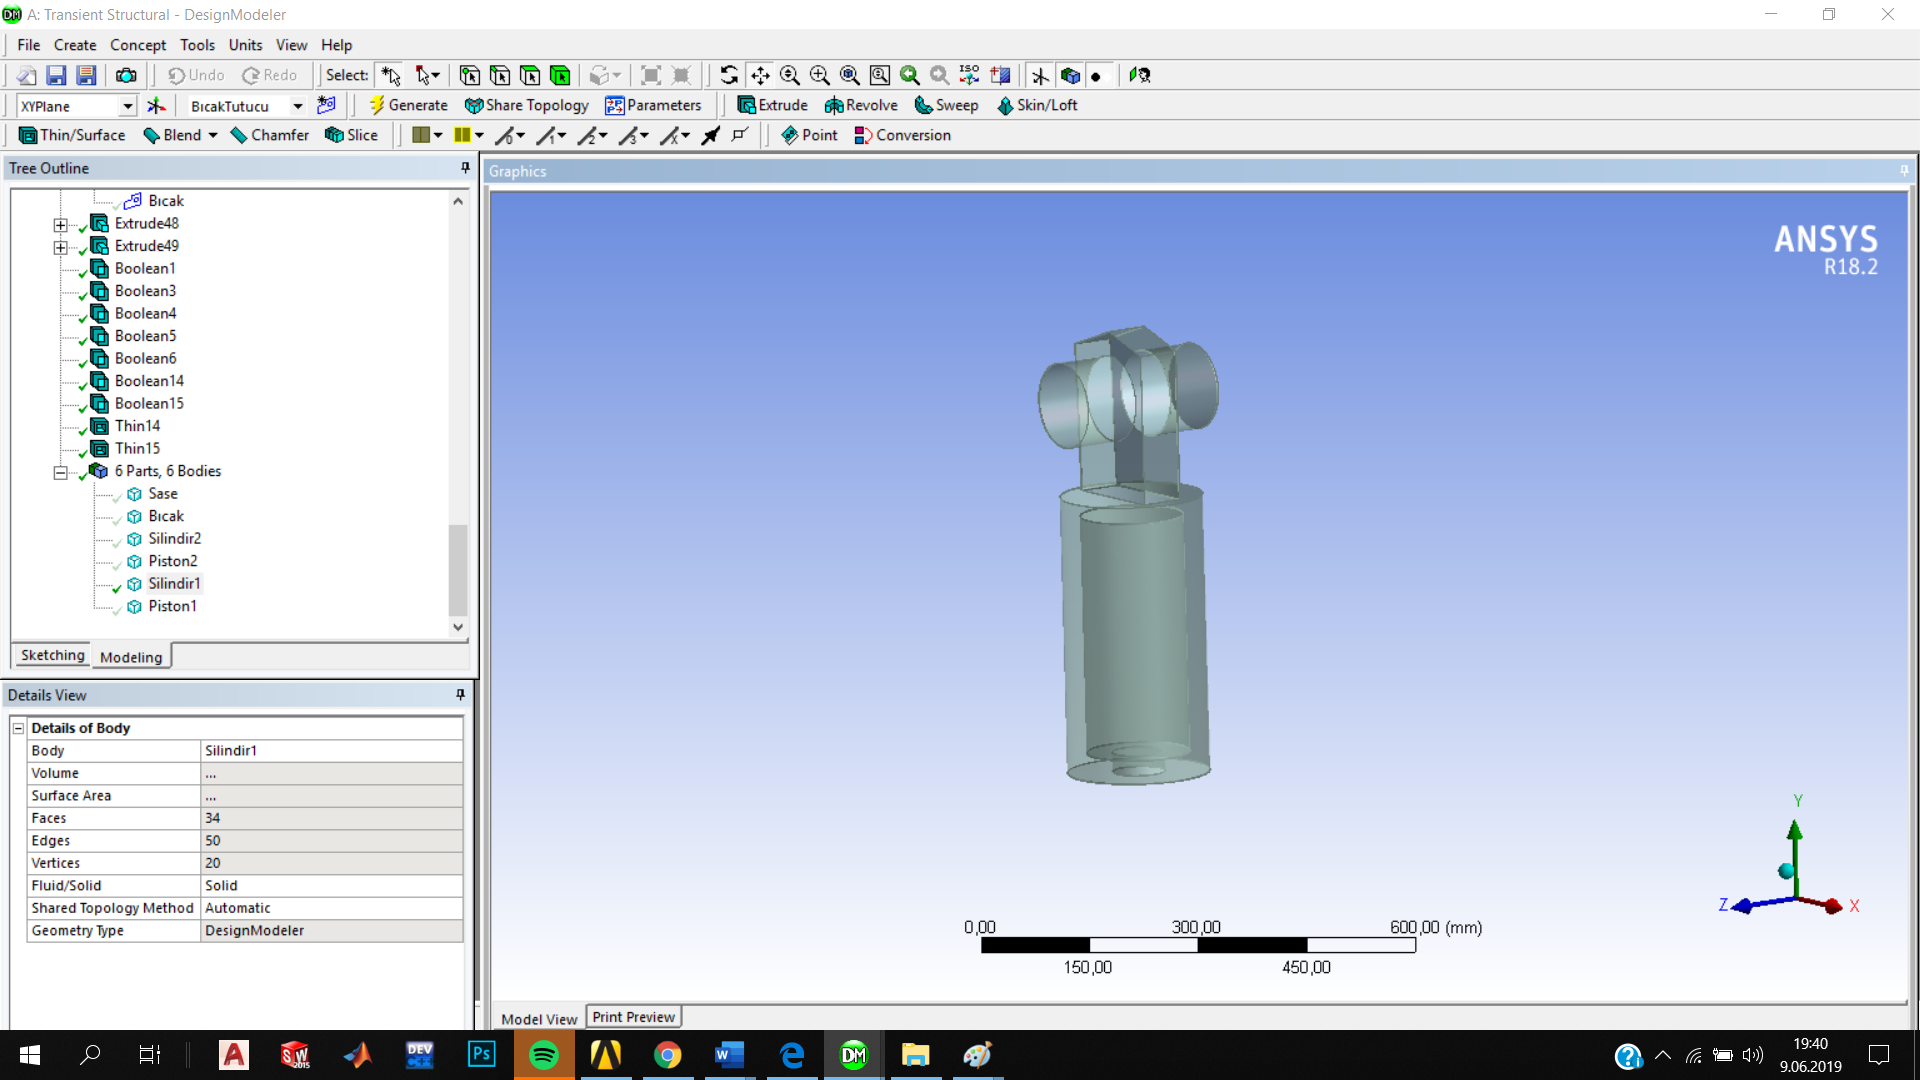 A: Transient Structural - DesignModeler
File Create Concept Tools Units View Help
Undo Redo Select: ISO
XYPlane BıcakTutucu Generate Share Topology Parameters Extrude Revolve Sweep Skin/Loft
Thin/Surface Blend Chamfer Slice Point Conversion
Tree Outline
Bıcak
Extrude48
Extrude49
Boolean1
Boolean3
Boolean4
Boolean5
Boolean6
Boolean14
Boolean15
Thin14
Thin15
6 Parts, 6 Bodies
Sase
Bıcak
Silindir2
Piston2
Silindir1
Piston1
Sketching Modeling
Details View
Details of Body
Body Silindir1
Volume ...
Surface Area ...
Faces 34
Edges 50
Vertices 20
Fluid/Solid Solid
Shared Topology Method Automatic
Geometry Type DesignModeler
Graphics
ANSYS
R18.2
Y
Z X
0,00 300,00 600,00 (mm)
150,00 450,00
Model View Print Preview
19:40
9.06.2019